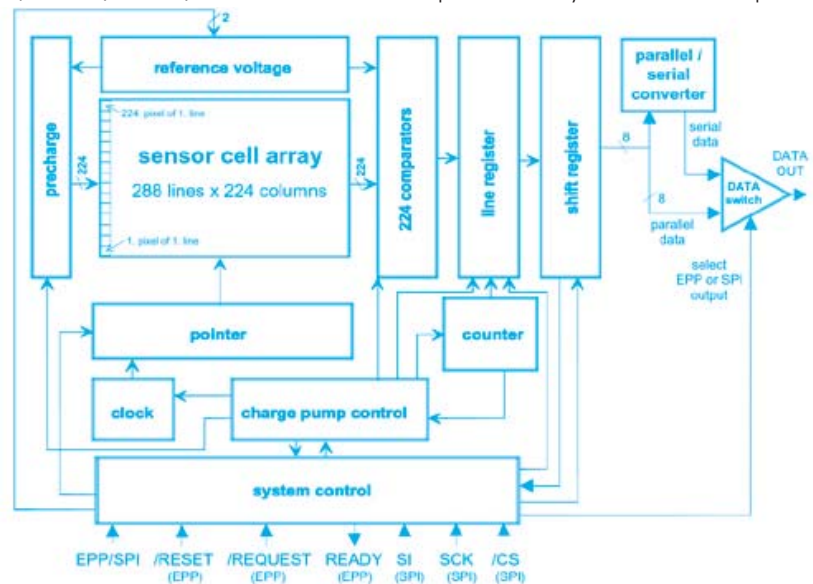 2
reference voltage
parallel /
serial
converter
precharge
224
224. pixel of 1. line
sensor cell array
288 lines x 224 columns
1. pixel of 1. line
224
224 comparators
line register
shift register
8
serial
data
8
parallel
data
DATA
switch
DATA
OUT
select
EPP or SPI
output
pointer
counter
clock
charge pump control
system control
EPP/SPI
/RESET
(EPP)
/REQUEST
(EPP)
READY
(EPP)
SI
(SPI)
SCK
(SPI)
/CS
(SPI)